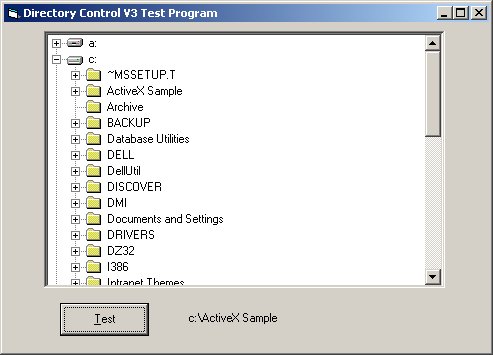 Directory Control V3 Test Program
a:
c:
~MSSETUP.T
ActiveX Sample
Archive
BACKUP
Database Utilities
DELL
DellUtil
DISCOVER
DMI
Documents and Settings
DRIVERS
DZ32
I386
Intranet Themes
Test
c:\ActiveX Sample